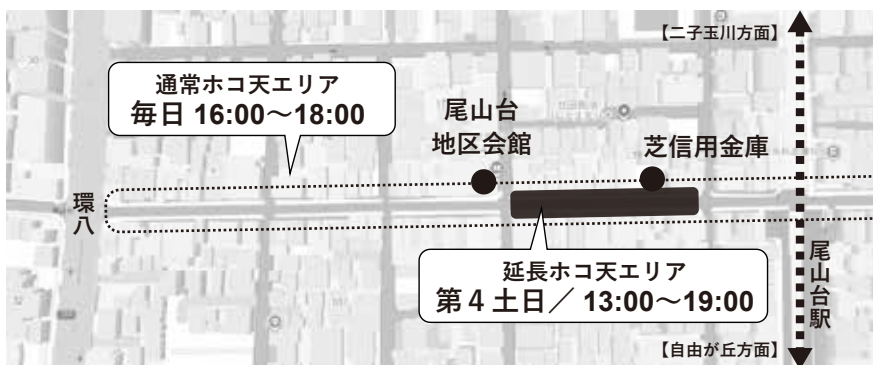 【二子玉川方面】
通常ホコ天エリア
毎日 16:00〜18:00
尾山台
地区会館
芝信用金庫
環八
延長ホコ天エリア
第4土日／13:00〜19:00
尾山台駅
【自由が丘方面】